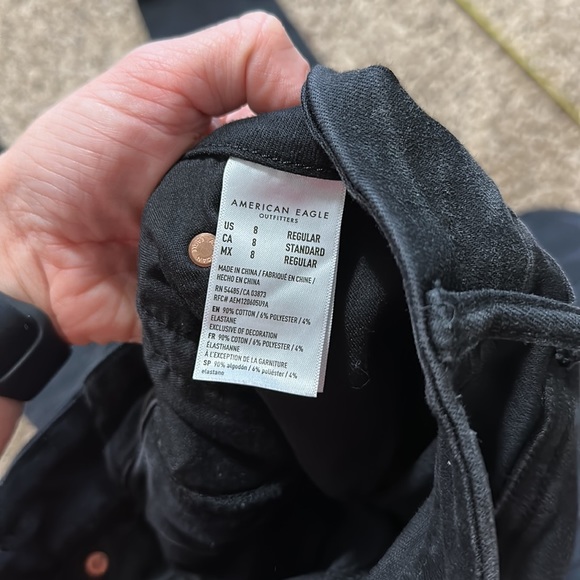 AMERICAN EAGLE
OUTFITTERS
US 8 REGULAR
CA 8 STANDARD
MX 8 REGULAR
MADE IN CHINA / FABRIQUÉ EN CHINE /
HECHO EN CHINA
RN 54485 / CA 03873
RFC# AEM120605U9A
EN 90% COTTON / 6% POLYESTER / 4%
ELASTANE
EXCLUSIVE OF DECORATION
FR 90% COTON / 6% POLYESTER / 4%
ÉLASTHANNE
À L'EXCEPTION DE LA GARNITURE
SP 90% algodón / 6% poliéster / 4%
elastano